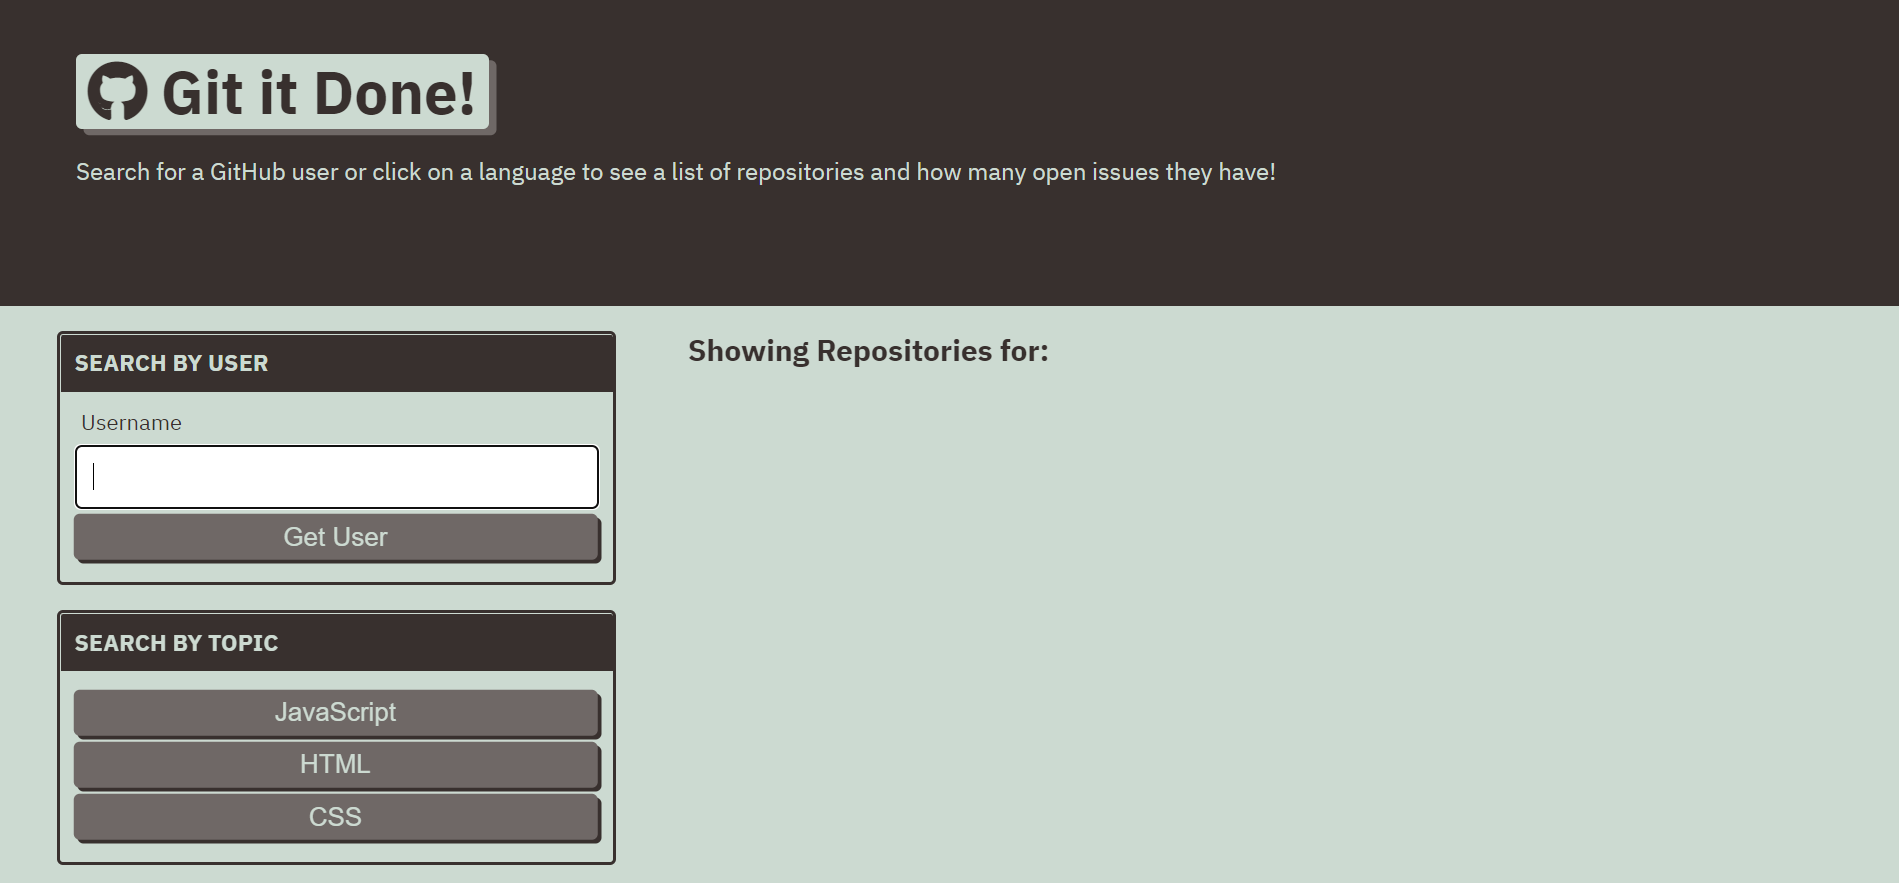 Git it Done!
Search for a GitHub user or click on a language to see a list of repositories and how many open issues they have!
SEARCH BY USER
Username
Get User
SEARCH BY TOPIC
JavaScript
HTML
CSS
Showing Repositories for: